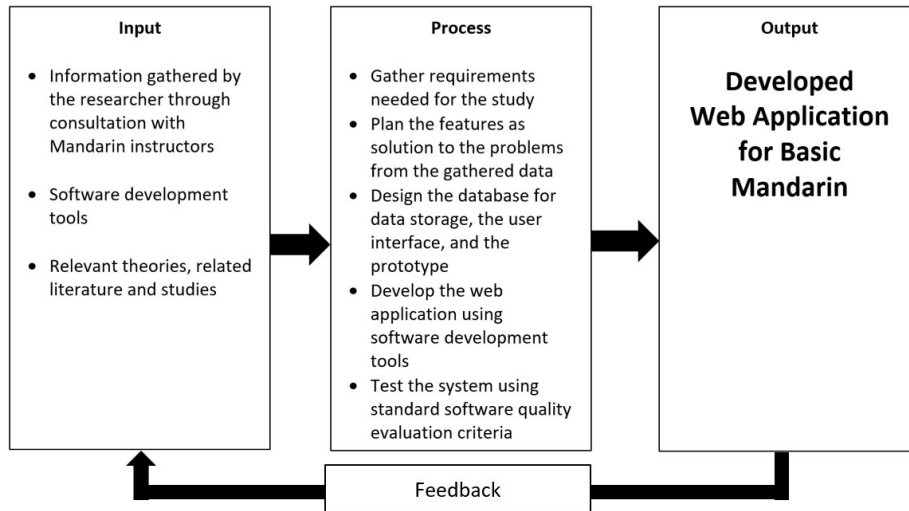 Input
• Information gathered by
the researcher through
consultation with
Mandarin instructors
• Software development
tools
• Relevant theories, related
literature and studies
Process
• Gather requirements
needed for the study
• Plan the features as
solution to the problems
from the gathered data
• Design the database for
data storage, the user
interface, and the
prototype
• Develop the web
application using
software development
tools
• Test the system using
standard software quality
evaluation criteria
Output
Developed
Web Application
for Basic
Mandarin
Feedback